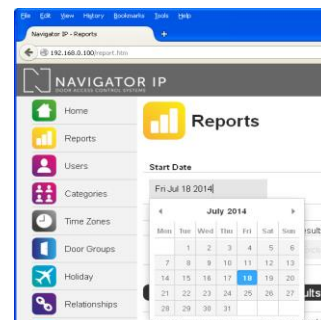 File Edit View History Bookmarks Tools Help
Navigator IP - Reports +
192.168.0.100/report.htm
NAVIGATOR IP
DOOR ACCESS CONTROL SYSTEMS
Home
Reports
Users
Categories
Time Zones
Door Groups
Holiday
Relationships
Reports
Start Date
Fri Jul 18 2014
July 2014
Mon Tue Wed Thu Fri Sat Sun
1 2 3 4 5 6
7 8 9 10 11 12 13
14 15 16 17 18 19 20
21 22 23 24 25 26 27
28 29 30 31